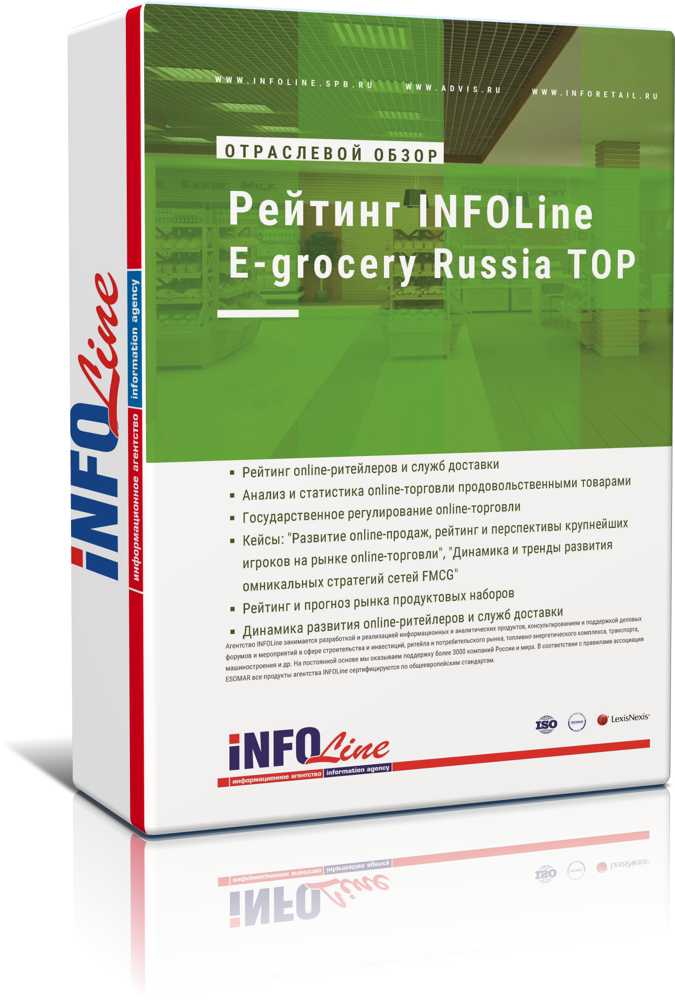 WWW.INFOLINE.SPB.RU WWW.ADVIS.RU WWW.INFORETAIL.RU
ОТРАСЛЕВОЙ ОБЗОР
E KEFIR MILK
CONFECTIONERY
Рейтинг INFOLine
E-grocery Russia TOP
▪ Рейтинг online-ритейлеров и служб доставки
▪ Анализ и статистика online-торговли продовольственными товарами
▪ Государственное регулирование online-торговли
▪ Кейсы: "Развитие online-продаж, рейтинг и перспективы крупнейших
игроков на рынке online-торговли", "Динамика и тренды развития
омникальных стратегий сетей FMCG"
▪ Рейтинг и прогноз рынка продуктовых наборов
▪ Динамика развития online-ритейлеров и служб доставки
Агентство INFOLine занимается разработкой и реализацией информационных и аналитических продуктов, консультированием и поддержкой деловых
форумов и мероприятий в сфере строительства и инвестиций, ритейла и потребительского рынка, топливно-энергетического комплекса, транспорта,
машиностроения и др. На постоянной основе мы оказываем поддержку более 3000 компаний России и мира. В соответствии с правилами ассоциации
ESOMAR все продукты агентства INFOLine сертифицируются по общеевропейским стандартам.
ISO ESOMAR LexisNexis
iNFOLine
информационное агентство information agency
iNFOLine
информационное агентство information agency